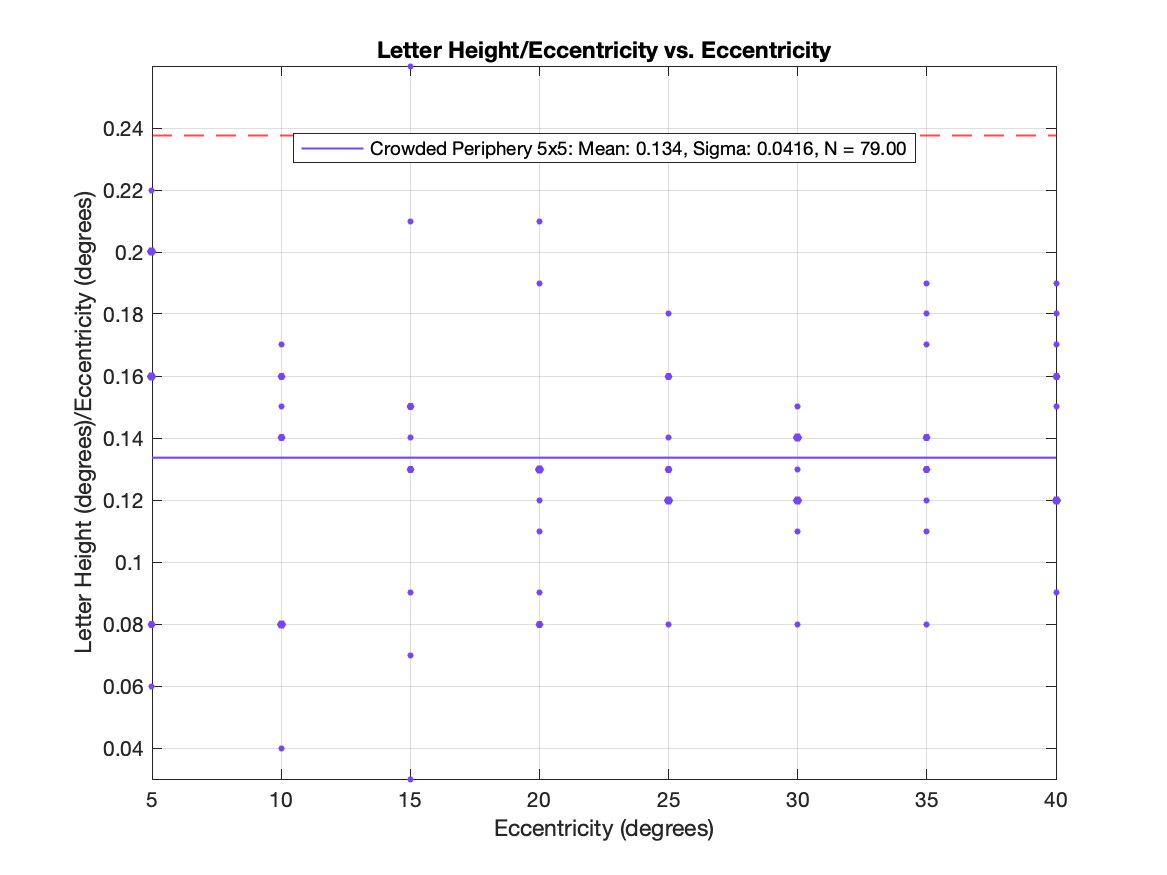 Letter Height/Eccentricity vs. Eccentricity
0.24
Crowded Periphery 5x5: Mean: 0.134, Sigma: 0.0416, N = 79.00
0.22
0.2
0.18
0.16
0.14
0.12
0.1
0.08
0.06
0.04
Letter Height (degrees)/Eccentricity (degrees)
5 10 15 20 25 30 35 40
Eccentricity (degrees)